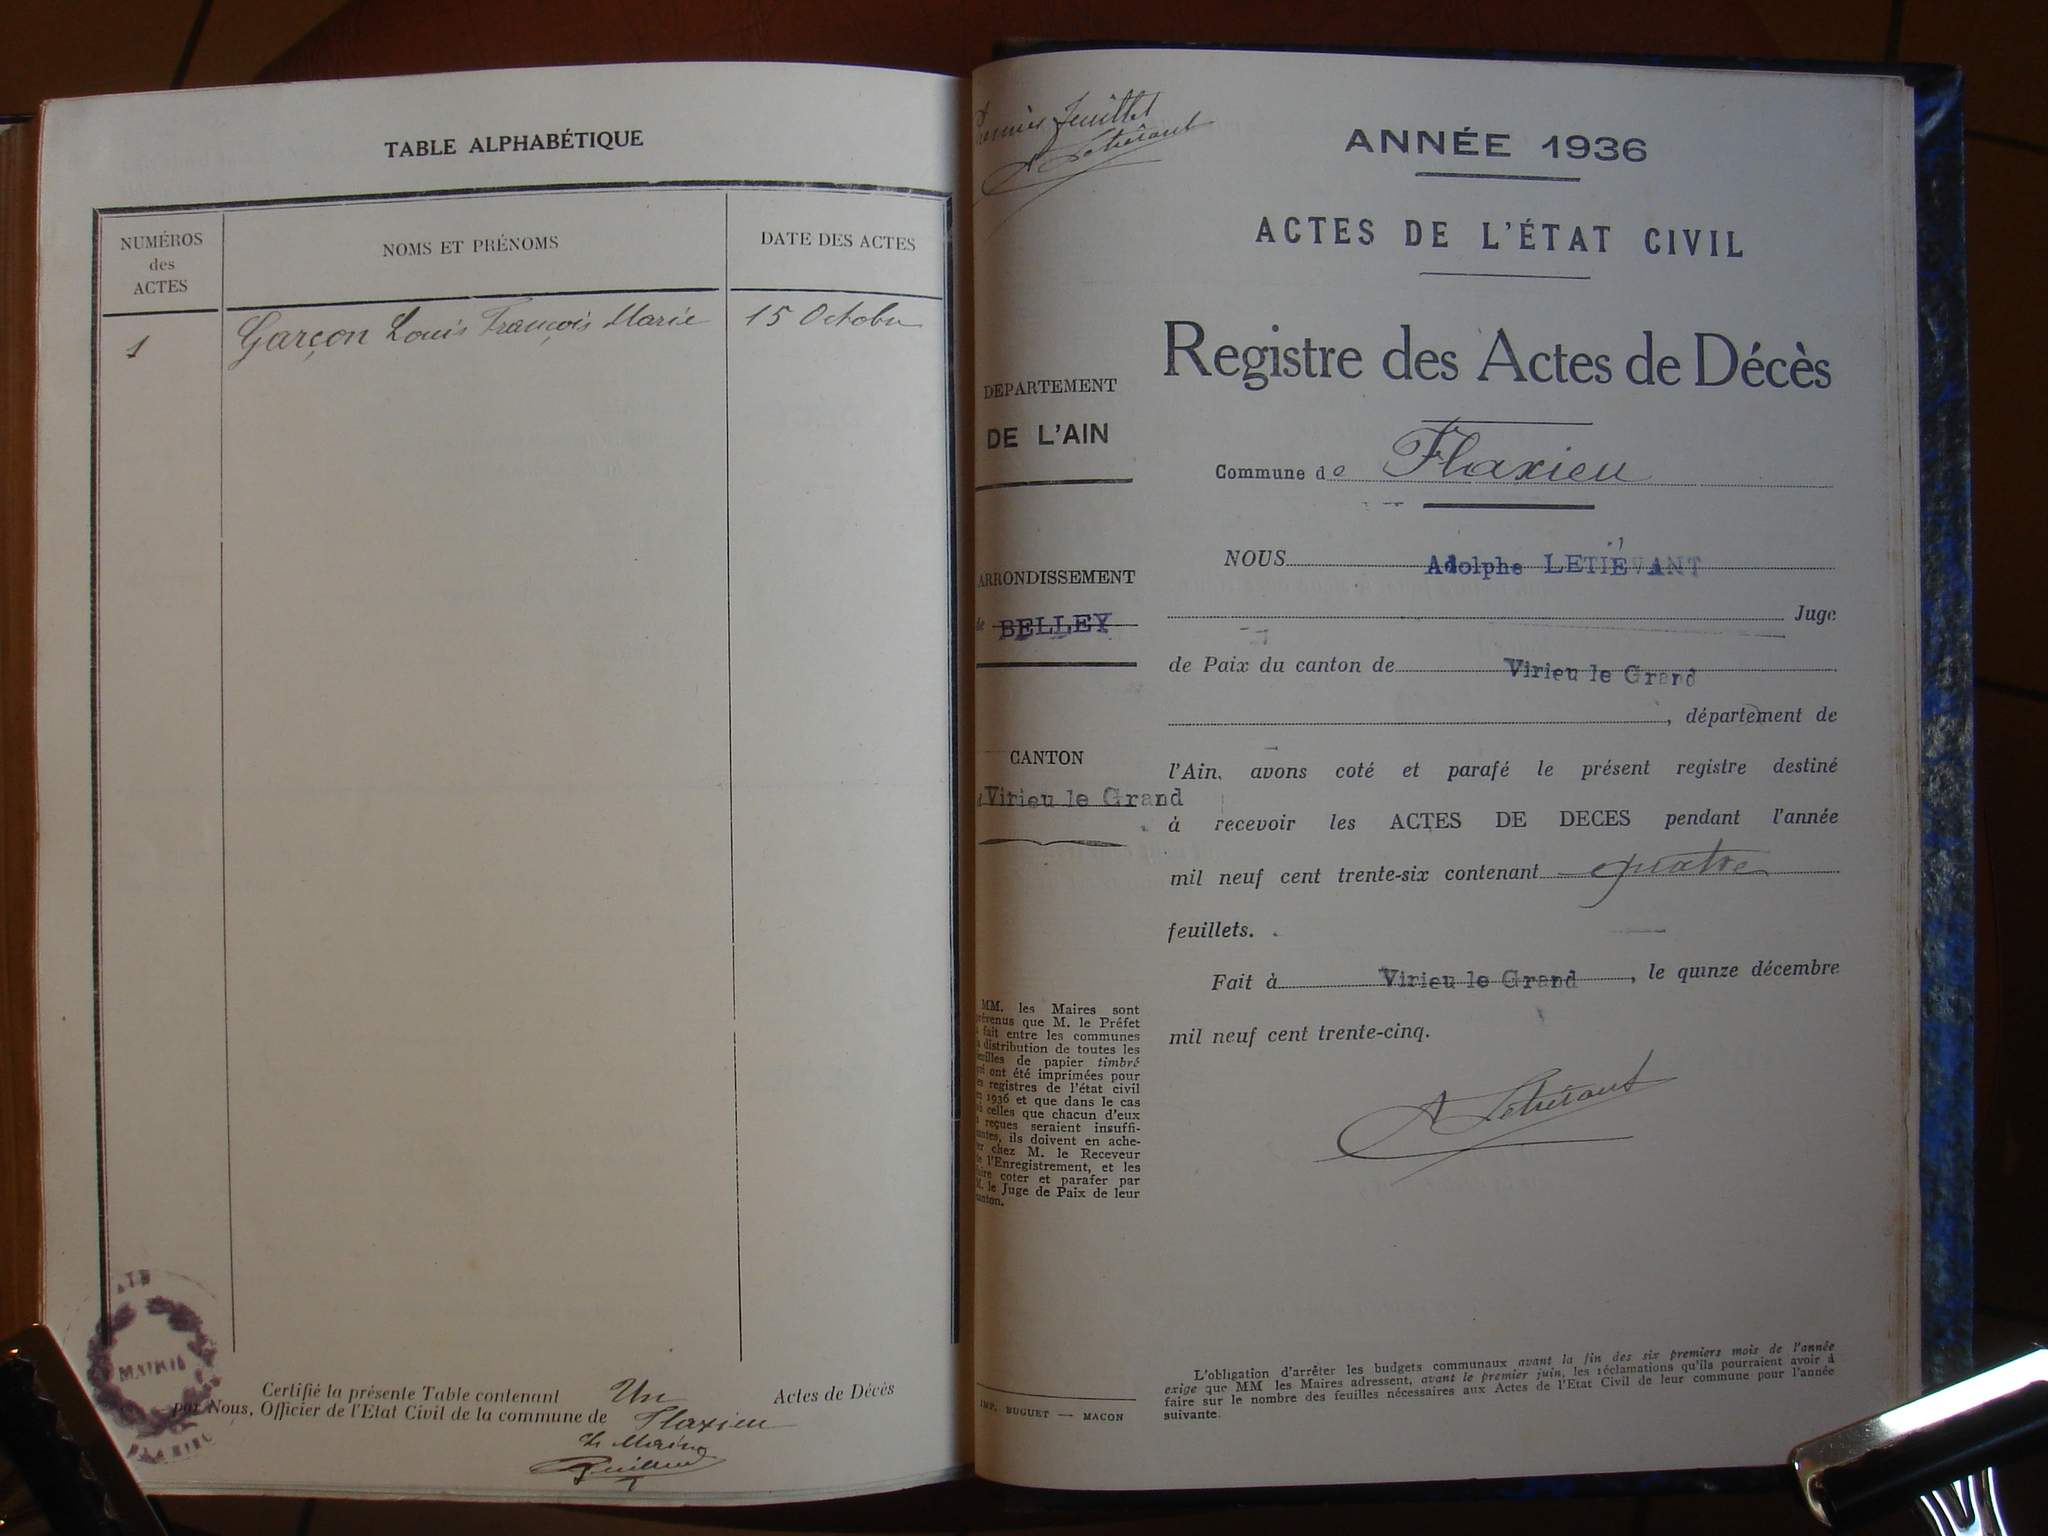 TABLE ALPHABÉTIQUE
NUMÉROS
des
ACTES
NOMS ET PRÉNOMS
DATE DES ACTES
1
Garçon Louis François Marie
15 Octobre
MAIRIE
Certifié la présente Table contenant Un Actes de Décès
par Nous, Officier de l'Etat Civil de la commune de Flaxieu
Le Maire
Premier feuillet
A Letiévant
ANNÉE 1936
ACTES DE L'ÉTAT CIVIL
Registre des Actes de Décès
DEPARTEMENT
DE L'AIN
Commune de Flaxieu
ARRONDISSEMENT
de BELLEY
CANTON
d Virieu le Grand
NOUS Adolphe LETIÉVANT
Juge
de Paix du canton de Virieu le Grand
, département de
l'Ain, avons coté et parafé le présent registre destiné
à recevoir les ACTES DE DECES pendant l'année
mil neuf cent trente-six contenant quatre
feuillets.
Fait à Virieu le Grand, le quinze décembre
mil neuf cent trente-cinq.
A Letiévant
MM. les Maires sont
prévenus que M. le Préfet
a fait entre les communes
la distribution de toutes les
feuilles de papier timbré
qui ont été imprimées pour
les registres de l'état civil
en 1936 et que dans le cas
où celles que chacun d'eux
a reçues seraient insuffi-
santes, ils doivent en ache-
ter chez M. le Receveur
de l'Enregistrement, et les
faire coter et parafer par
M. le Juge de Paix de leur
canton.
IMP. BUGUET — MACON
L'obligation d'arrêter les budgets communaux avant la fin des six premiers mois de l'année
exige que MM les Maires adressent, avant le premier juin, les réclamations qu'ils pourraient avoir à
faire sur le nombre des feuilles nécessaires aux Actes de l'Etat Civil de leur commune pour l'année
suivante.